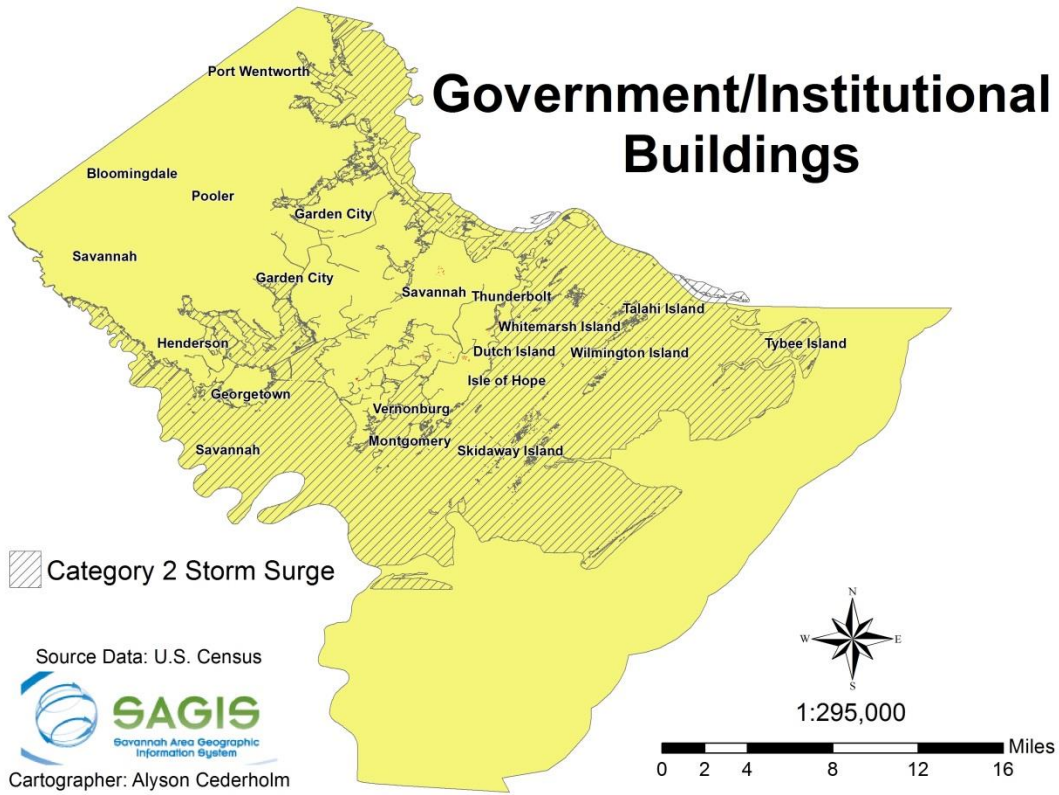 Government/Institutional
Buildings
Port Wentworth
Bloomingdale
Pooler
Garden City
Savannah
Garden City
Savannah
Thunderbolt
Talahi Island
Whitemarsh Island
Henderson
Dutch Island
Wilmington Island
Tybee Island
Isle of Hope
Georgetown
Vernonburg
Montgomery
Savannah
Skidaway Island
Category 2 Storm Surge
Source Data: U.S. Census
SAGIS
Savannah Area Geographic
Information System
Cartographer: Alyson Cederholm
N
W
E
S
1:295,000
Miles
0 2 4 8 12 16